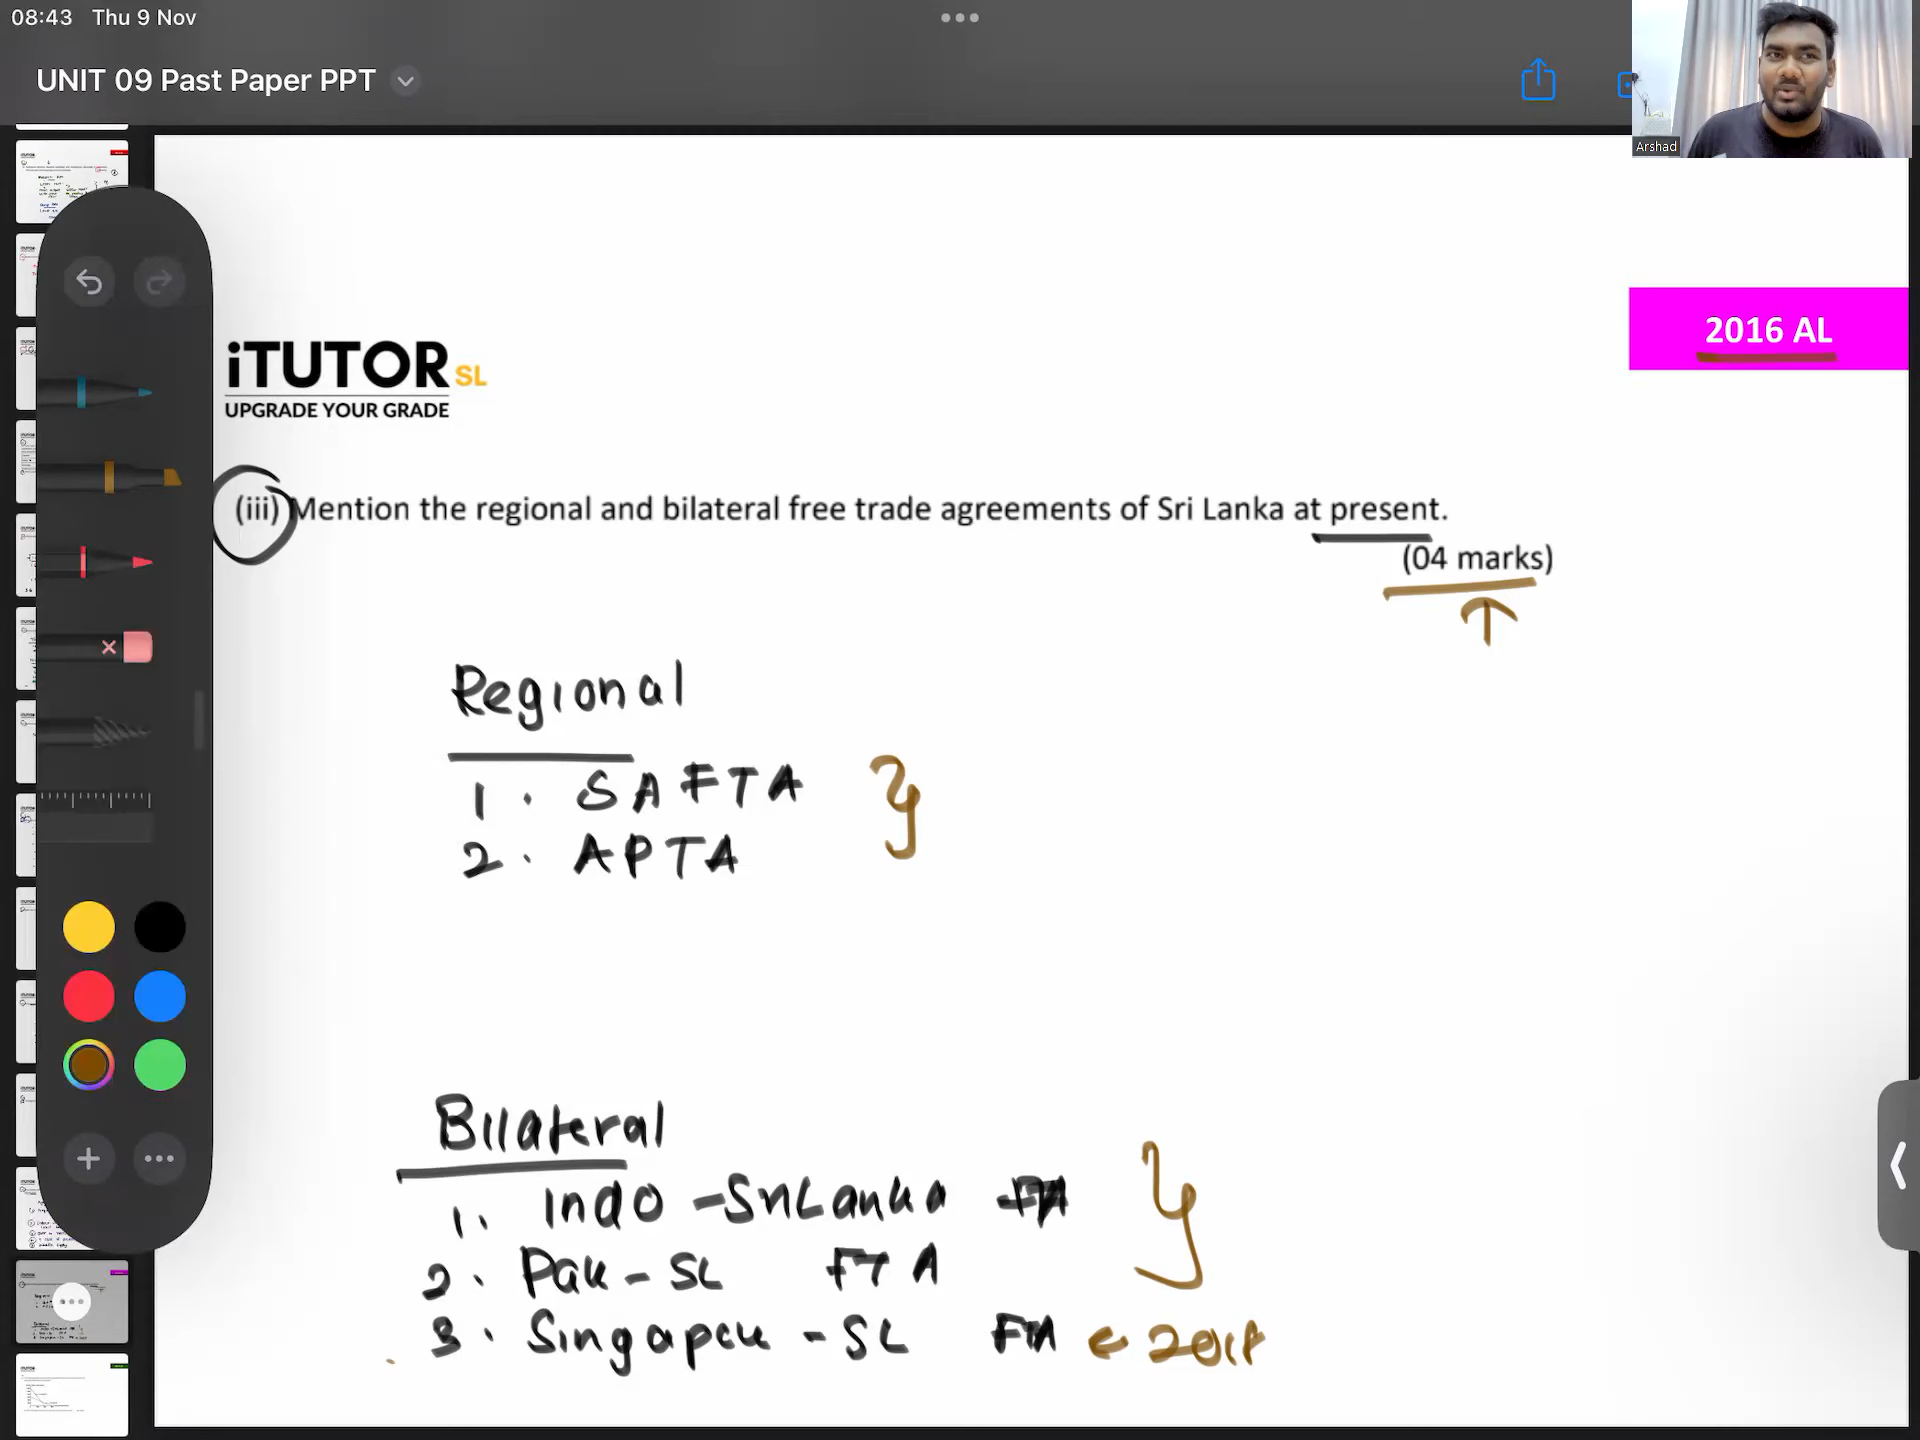 08:43 Thu 9 Nov
UNIT 09 Past Paper PPT
Arshad
2016 AL
iTUTOR SL
UPGRADE YOUR GRADE
(iii) Mention the regional and bilateral free trade agreements of Sri Lanka at present.
(04 marks)
Regional
1. SAFTA
2. APTA
Bilateral
1. Indo - Sri Lanka FTA
2. Pak - SL FTA
3. Singapore - SL FTA ← 2018